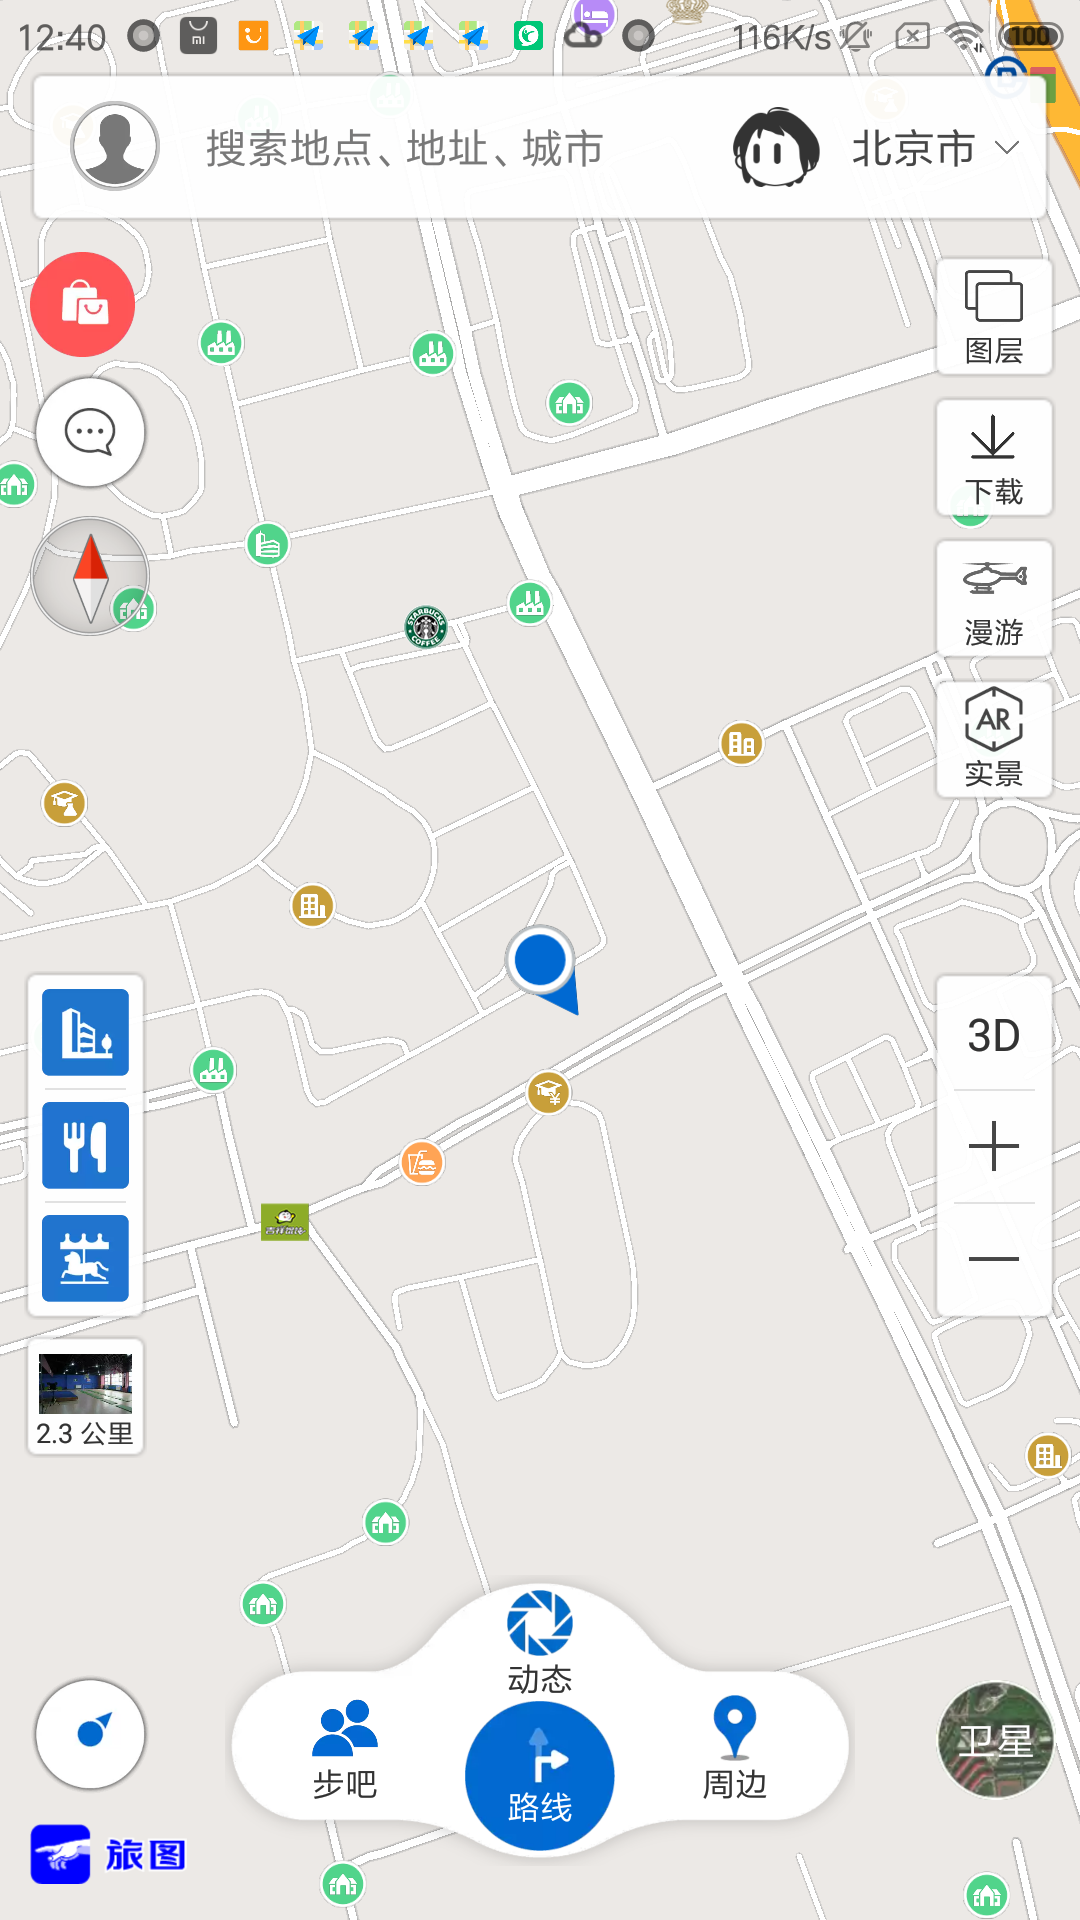 12:40
116K/s
100
搜索地点、地址、城市
北京市
图层
下载
STARBUCKS
COFFEE
漫游
AR
实景
3D
2.3 公里
动态
步吧
路线
周边
卫星
旅图